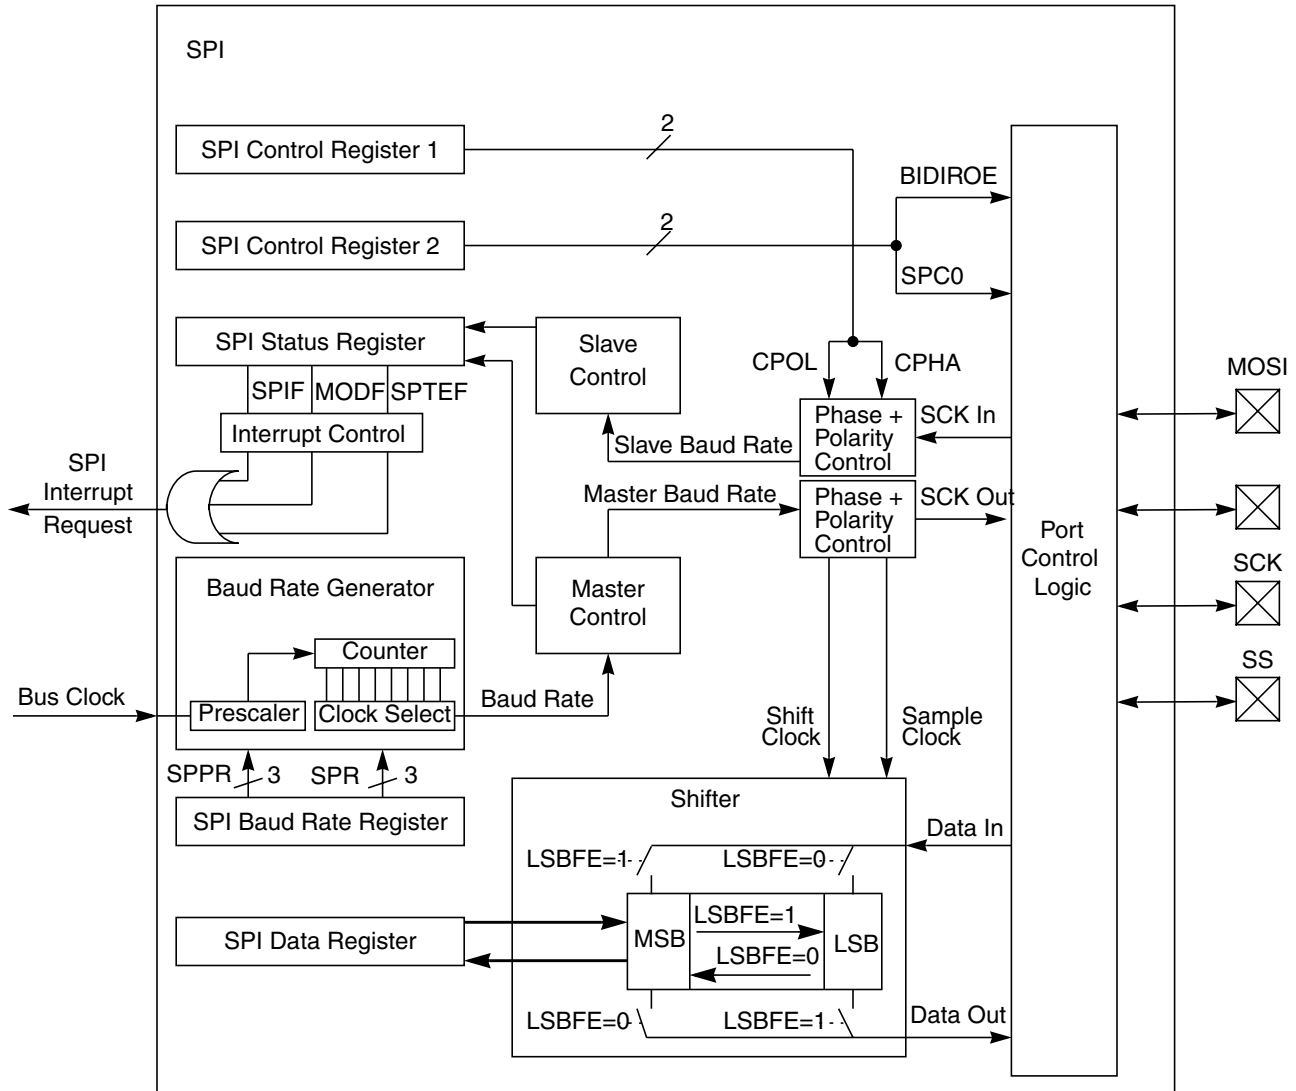 SPI
SPI Control Register 1
2
BIDIROE
SPI Control Register 2
2
SPC0
SPI Status Register
Slave
Control
CPOL
CPHA
MOSI
SPIF
MODF
SPTEF
Interrupt Control
Phase +
Polarity
Control
SCK In
Slave Baud Rate
SPI
Interrupt
Request
Master Baud Rate
Phase +
Polarity
Control
SCK Out
Port
Control
Logic
SCK
Baud Rate Generator
Master
Control
Counter
SS
Bus Clock
Prescaler
Clock Select
Baud Rate
Shift
Clock
Sample
Clock
SPPR
3
SPR
3
SPI Baud Rate Register
Shifter
Data In
LSBFE=1
LSBFE=0
SPI Data Register
MSB
LSBFE=1
LSBFE=0
LSB
LSBFE=0
LSBFE=1
Data Out